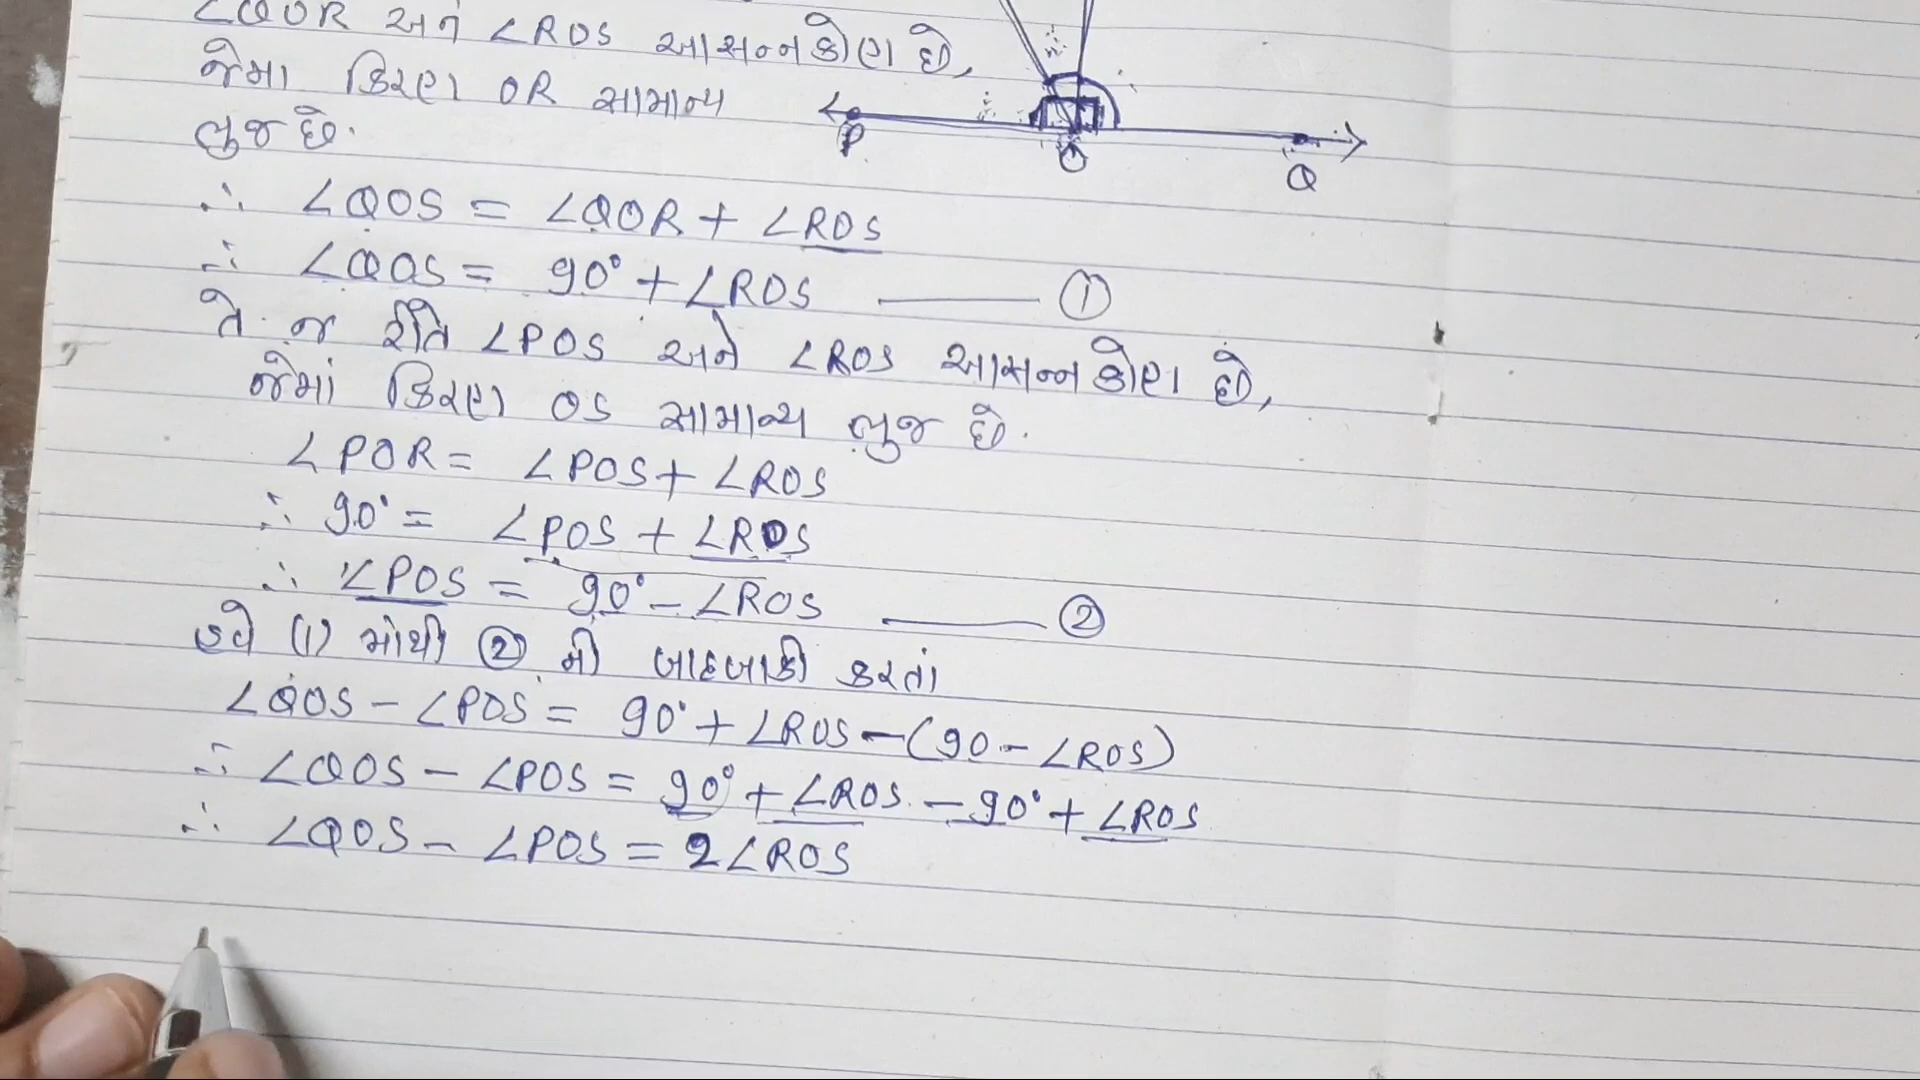 ∠QOR અને ∠ROS આસન્નકોણ છે,
જેમા કિરણ OR સામાન્ય
ભુજ છે.
P
O
Q
∴ ∠QOS = ∠QOR + ∠ROS
∴ ∠QOS = 90° + ∠ROS ——— ①
તે જ રીતે ∠POS અને ∠ROS આસન્નકોણ છે,
જેમાં કિરણ OS સામાન્ય ભુજ છે.
∠POR = ∠POS + ∠ROS
∴ 90° = ∠POS + ∠ROS
∴ ∠POS = 90° - ∠ROS ——— ②
હવે (1) માંથી ② ની બાદબાકી કરતાં
∠QOS - ∠POS = 90° + ∠ROS - (90 - ∠ROS)
∴ ∠QOS - ∠POS = 90° + ∠ROS - 90° + ∠ROS
∴ ∠QOS - ∠POS = 2∠ROS